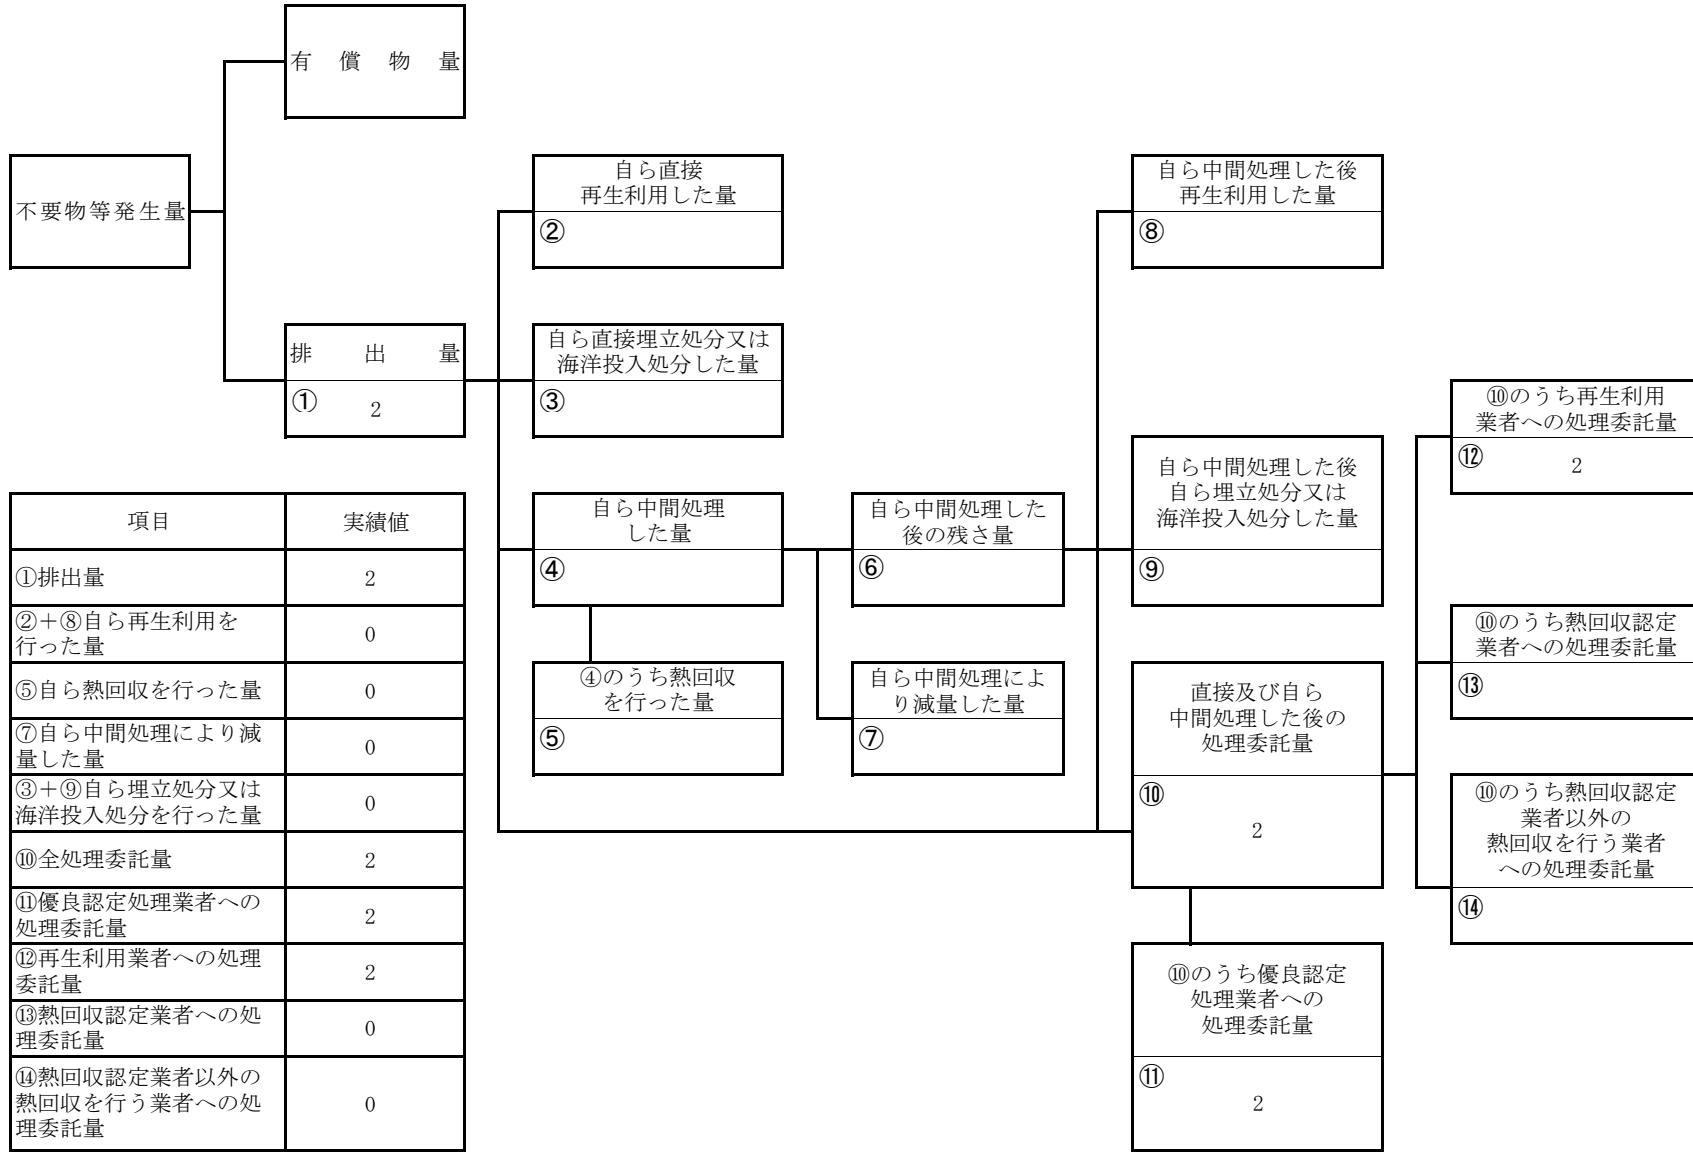 有償物量
不要物等発生量
排出量
① 2
自ら直接
再生利用した量
②
自ら直接埋立処分又は
海洋投入処分した量
③
自ら中間処理
した量
④
④のうち熱回収
を行った量
⑤
自ら中間処理した
後の残さ量
⑥
自ら中間処理によ
り減量した量
⑦
自ら中間処理した後
再生利用した量
⑧
自ら中間処理した後
自ら埋立処分又は
海洋投入処分した量
⑨
直接及び自ら
中間処理した後の
処理委託量
⑩
2
⑩のうち優良認定
処理業者への
処理委託量
⑪
2
⑩のうち再生利用
業者への処理委託量
⑫ 2
⑩のうち熱回収認定
業者への処理委託量
⑬
⑩のうち熱回収認定
業者以外の
熱回収を行う業者
への処理委託量
⑭
項目 実績値
①排出量 2
②＋⑧自ら再生利用を
行った量 0
⑤自ら熱回収を行った量 0
⑦自ら中間処理により減
量した量 0
③＋⑨自ら埋立処分又は
海洋投入処分を行った量 0
⑩全処理委託量 2
⑪優良認定処理業者への
処理委託量 2
⑫再生利用業者への処理
委託量 2
⑬熱回収認定業者への処
理委託量 0
⑭熱回収認定業者以外の
熱回収を行う業者への処
理委託量 0